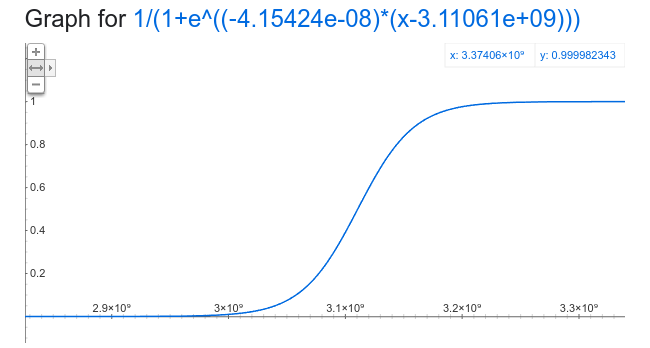 Graph for 1/(1+e^((-4.15424e-08)*(x-3.11061e+09)))
x: 3.37406×10⁹ y: 0.999982343
+
-
1
0.8
0.6
0.4
0.2
2.9×10⁹ 3×10⁹ 3.1×10⁹ 3.2×10⁹ 3.3×10⁹